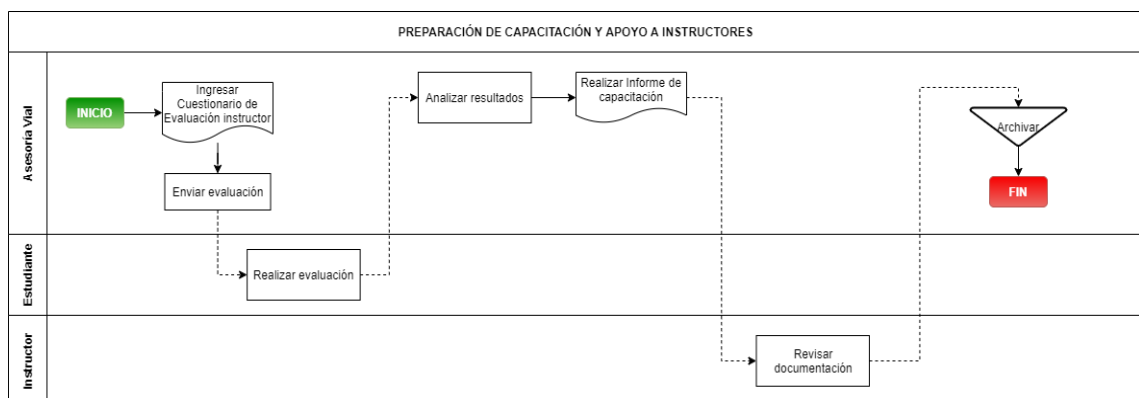 PREPARACIÓN DE CAPACITACIÓN Y APOYO A INSTRUCTORES
Asesoría Vial
INICIO
Ingresar
Cuestionario de
Evaluación instructor
Enviar evaluación
Analizar resultados
Realizar Informe de
capacitación
Archivar
FIN
Estudiante
Realizar evaluación
Instructor
Revisar
documentación